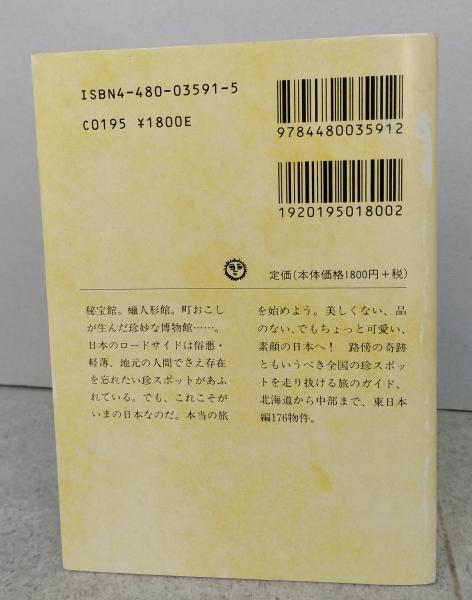 ISBN4-480-03591-5
C0195 ¥1800E
9784480035912
1920195018002
定価(本体価格1800円+税)
秘宝館。蠟人形館。町おこし
が生んだ珍妙な博物館……。
日本のロードサイドは俗悪・
軽薄、地元の人間でさえ存在
を忘れたい珍スポットがあふ
れている。でも、これこそが
いまの日本なのだ。本当の旅
を始めよう。美しくない、品
のない、でもちょっと可愛い、
素顔の日本へ! 路傍の奇跡
ともいうべき全国の珍スポッ
トを走り抜ける旅のガイド、
北海道から中部まで、東日本
編176物件。